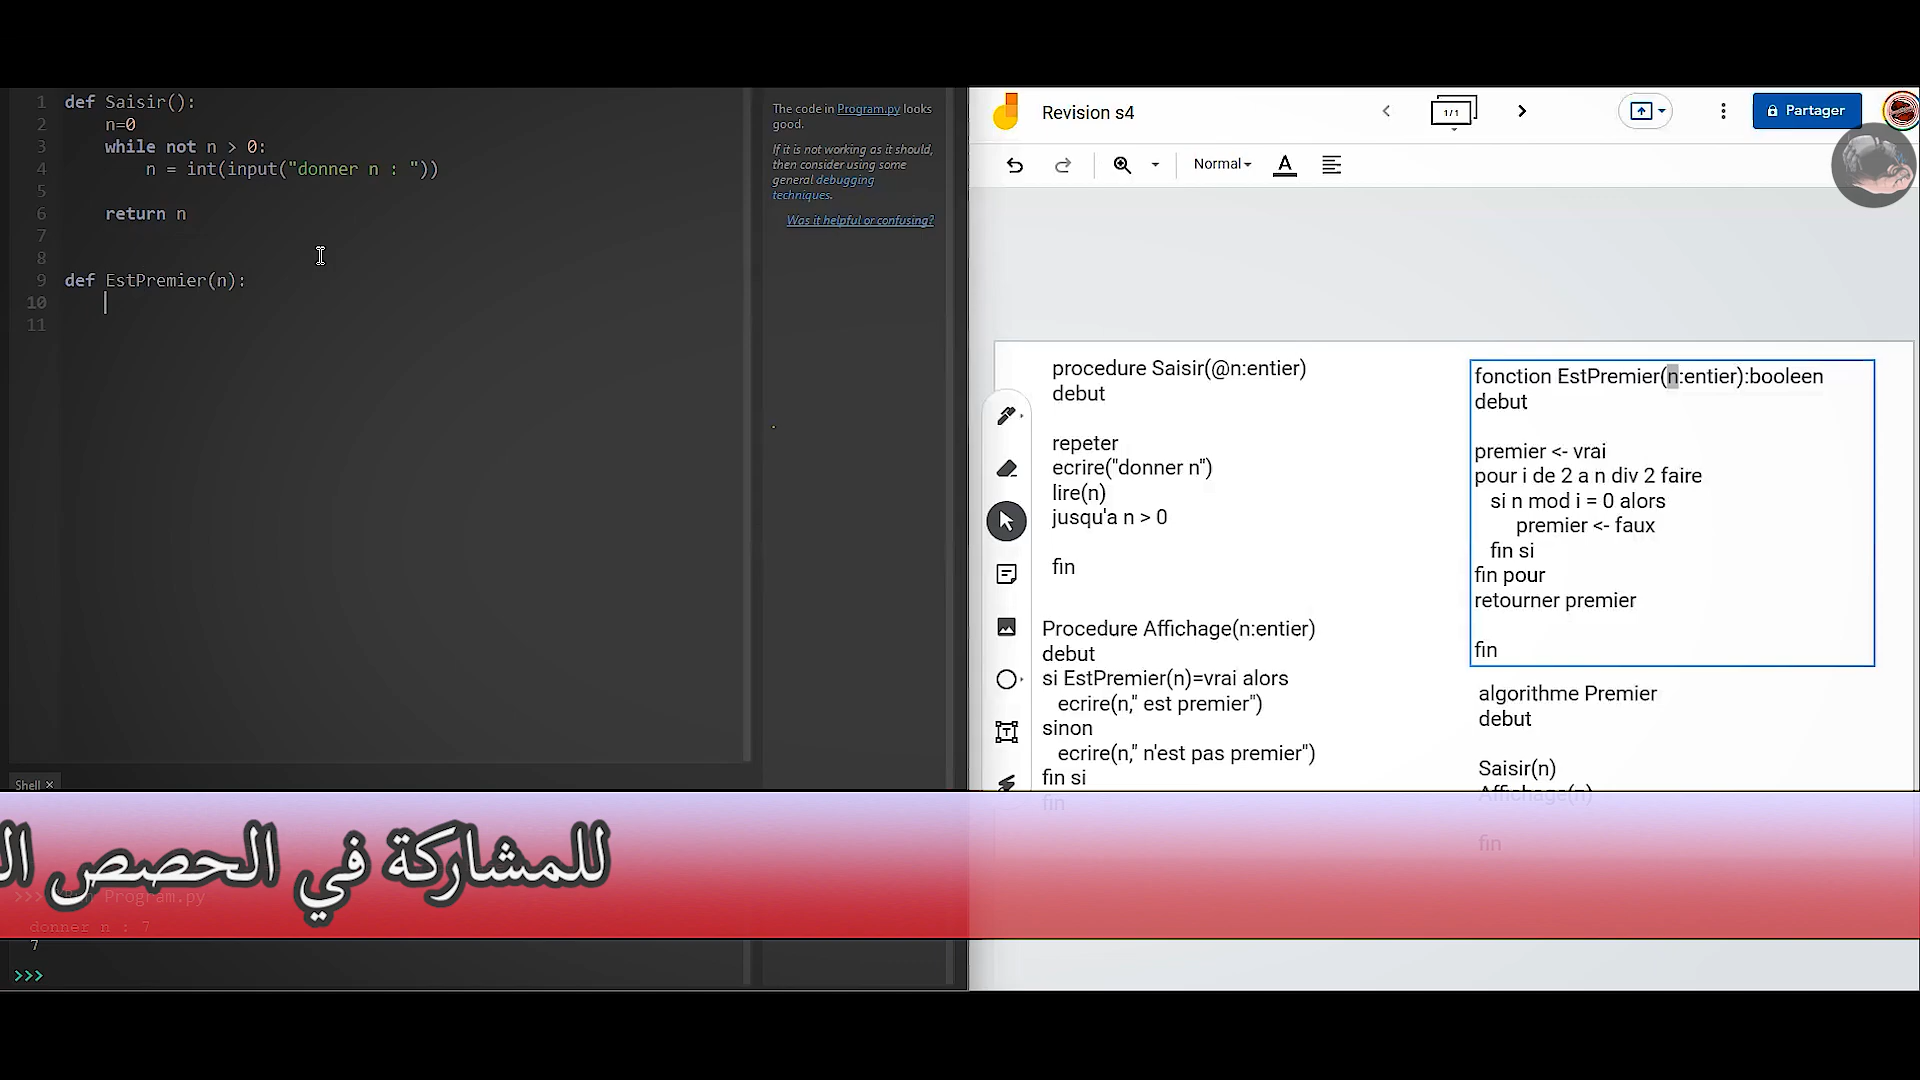 1 def Saisir():
2 n=0
3 while not n > 0:
4 n = int(input("donner n : "))
5
6 return n
7
8
9 def EstPremier(n):
10
11
The code in Program.py looks
good.
If it is not working as it should,
then consider using some
general debugging
techniques.
Was it helpful or confusing?
Shell ×
>>> Program.py
donner n : 7
7
>>>
Revision s4
1/1
Partager
Normal
procedure Saisir(@n:entier)
debut
repeter
ecrire("donner n")
lire(n)
jusqu'a n > 0
fin
Procedure Affichage(n:entier)
debut
si EstPremier(n)=vrai alors
ecrire(n," est premier")
sinon
ecrire(n," n'est pas premier")
fin si
fin
fonction EstPremier(n:entier):booleen
debut
premier <- vrai
pour i de 2 a n div 2 faire
si n mod i = 0 alors
premier <- faux
fin si
fin pour
retourner premier
fin
algorithme Premier
debut
Saisir(n)
Affichage(n)
fin
للمشاركة في الحصص ال